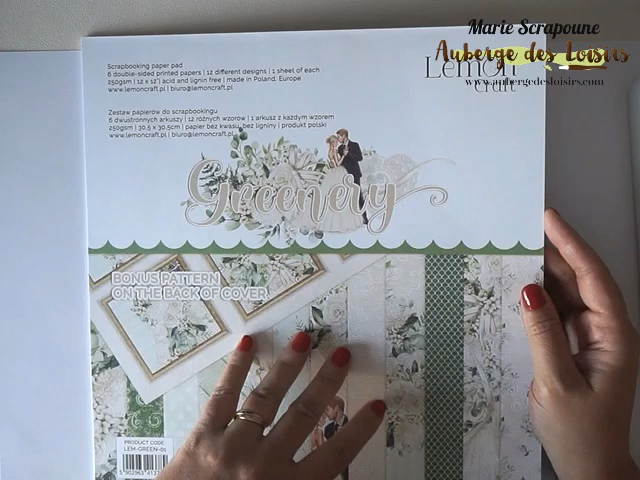 Marie Scrapoune
Auberge des Loisirs
www.aubergedesloisirs.com
Lemon
craft
Scrapbooking paper pad
6 double-sided printed papers | 12 different designs | 1 sheet of each
250gsm | 12 x 12"| acid and lignin free | made in Poland, Europe
www.lemoncraft.pl | biuro@lemoncraft.pl
Zestaw papierów do scrapbookingu
6 dwustronnych arkuszy | 12 różnych wzorów | 1 arkusz z każdym wzorem
250gsm | 30,5 x 30,5cm | papier bez kwasu, bez ligniny | produkt polski
www.lemoncraft.pl | biuro@lemoncraft.pl
Greenery
BONUS PATTERN
ON THE BACK OF COVER
PRODUCT CODE
LEM-GREEN-01